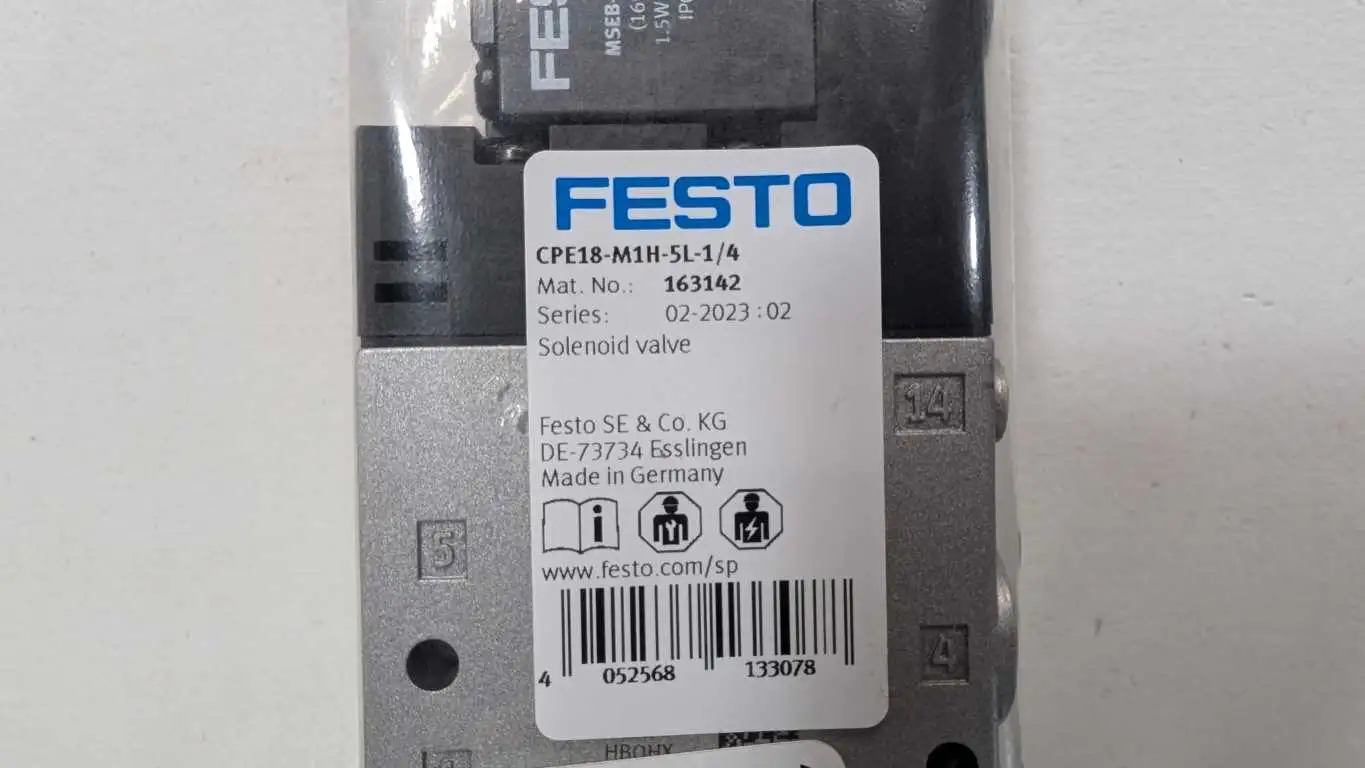 FESTO
MSEB-
(16
1.5W
FESTO
CPE18-M1H-5L-1/4
Mat. No.: 163142
Series: 02-2023 : 02
Solenoid valve
14
Festo SE & Co. KG
DE-73734 Esslingen
Made in Germany
5
www.festo.com/sp
4
4 052568 133078